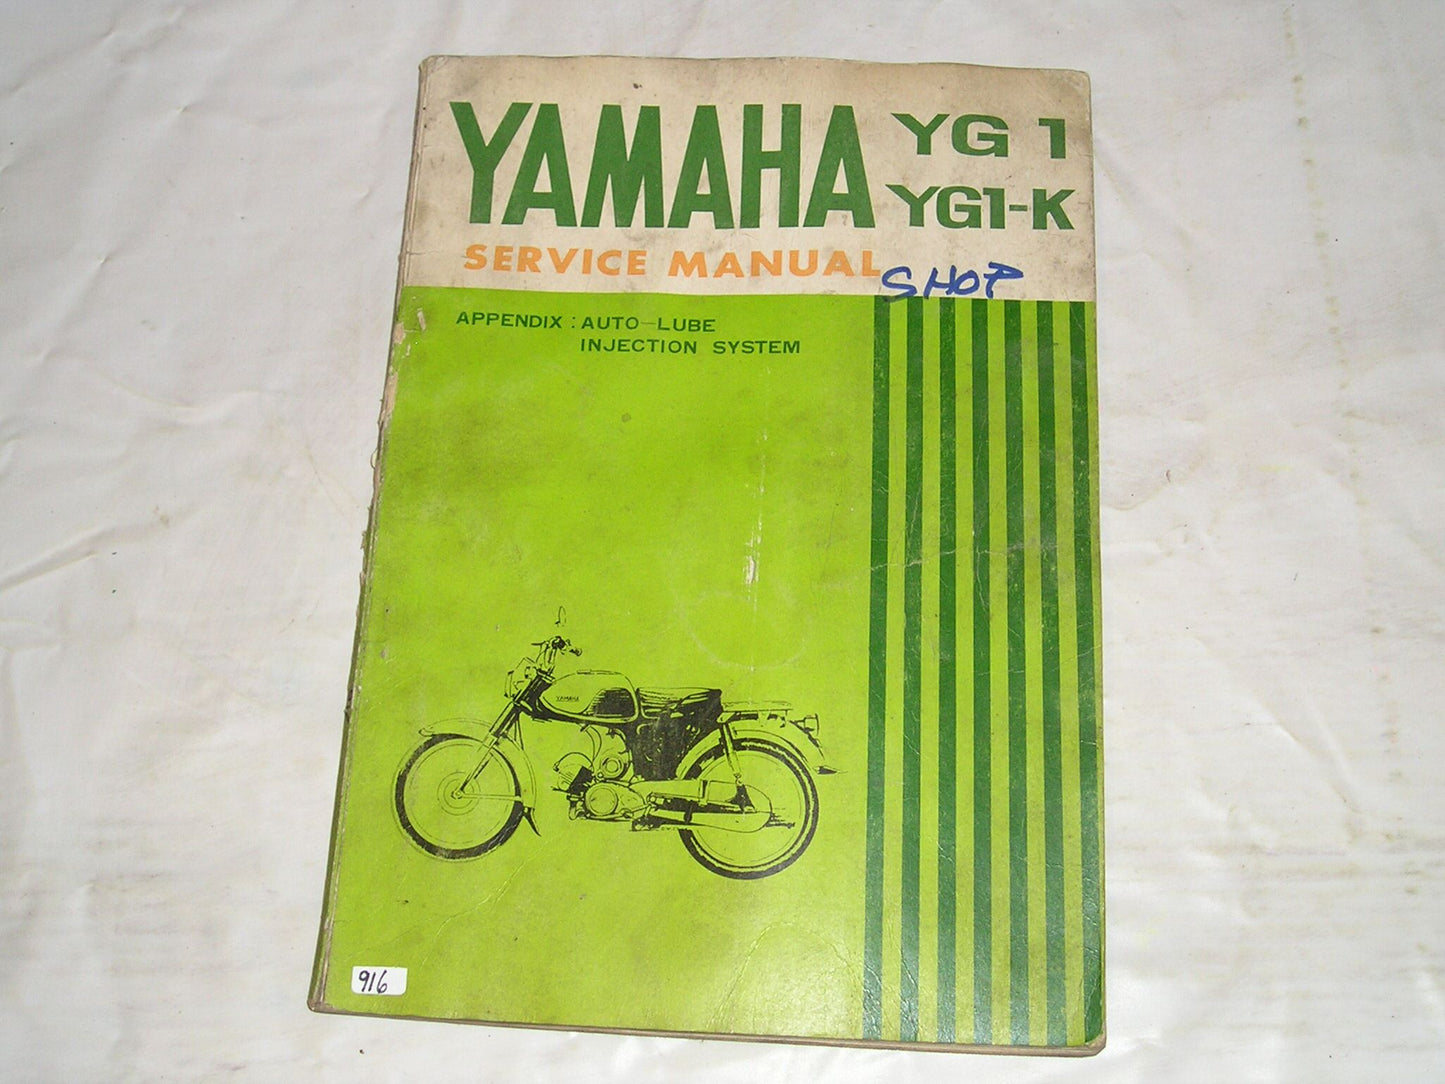 YAMAHA YG 1
YG1-K
SERVICE MANUAL SHOP
APPENDIX : AUTO-LUBE
INJECTION SYSTEM
YAMAHA
916